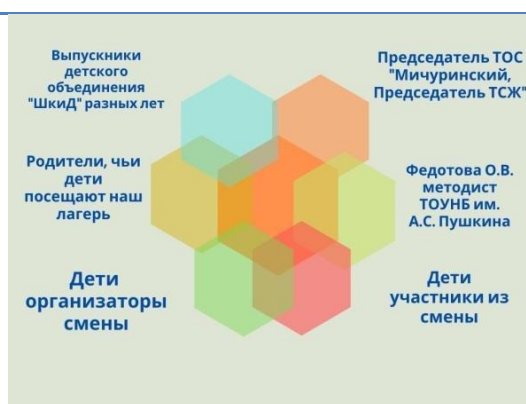 Выпускники
детского
объединения
"ШкиД" разных лет
Председатель ТОС
"Мичуринский,
Председатель ТСЖ"
Родители, чьи
дети
посещают наш
лагерь
Федотова О.В.
методист
ТОУНБ им.
А.С. Пушкина
Дети
организаторы
смены
Дети
участники из
смены